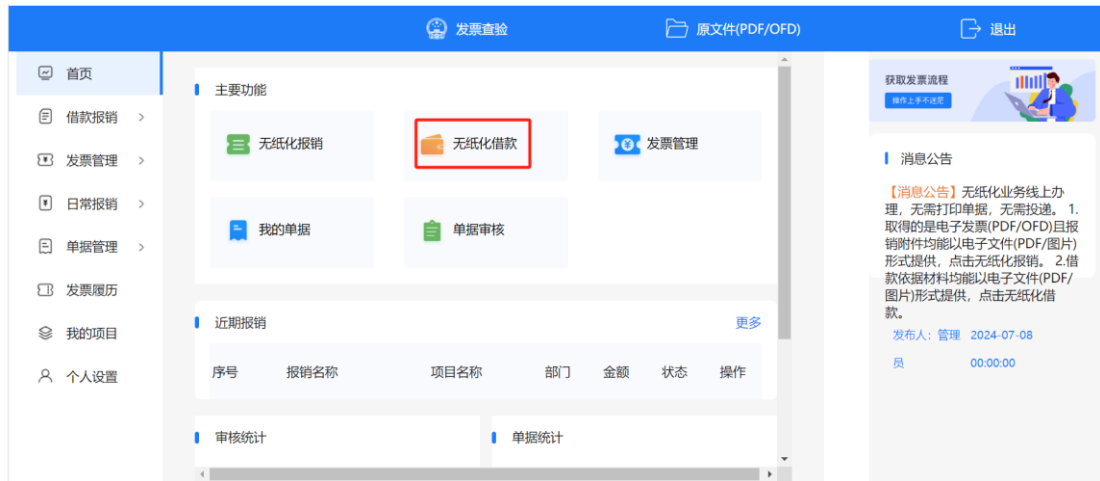 发票查验
原文件(PDF/OFD)
退出
首页
借款报销
发票管理
日常报销
单据管理
发票履历
我的项目
个人设置
主要功能
无纸化报销
无纸化借款
发票管理
我的单据
单据审核
近期报销
更多
序号 报销名称 项目名称 部门 金额 状态 操作
审核统计
单据统计
获取发票流程
操作上手不迷茫
消息公告
【消息公告】无纸化业务线上办
理，无需打印单据，无需投递。 1.
取得的是电子发票(PDF/OFD)且报
销附件均能以电子文件(PDF/图片)
形式提供，点击无纸化报销。 2.借
款依据材料均能以电子文件(PDF/
图片)形式提供，点击无纸化借
款。
发布人：管理 2024-07-08
员 00:00:00